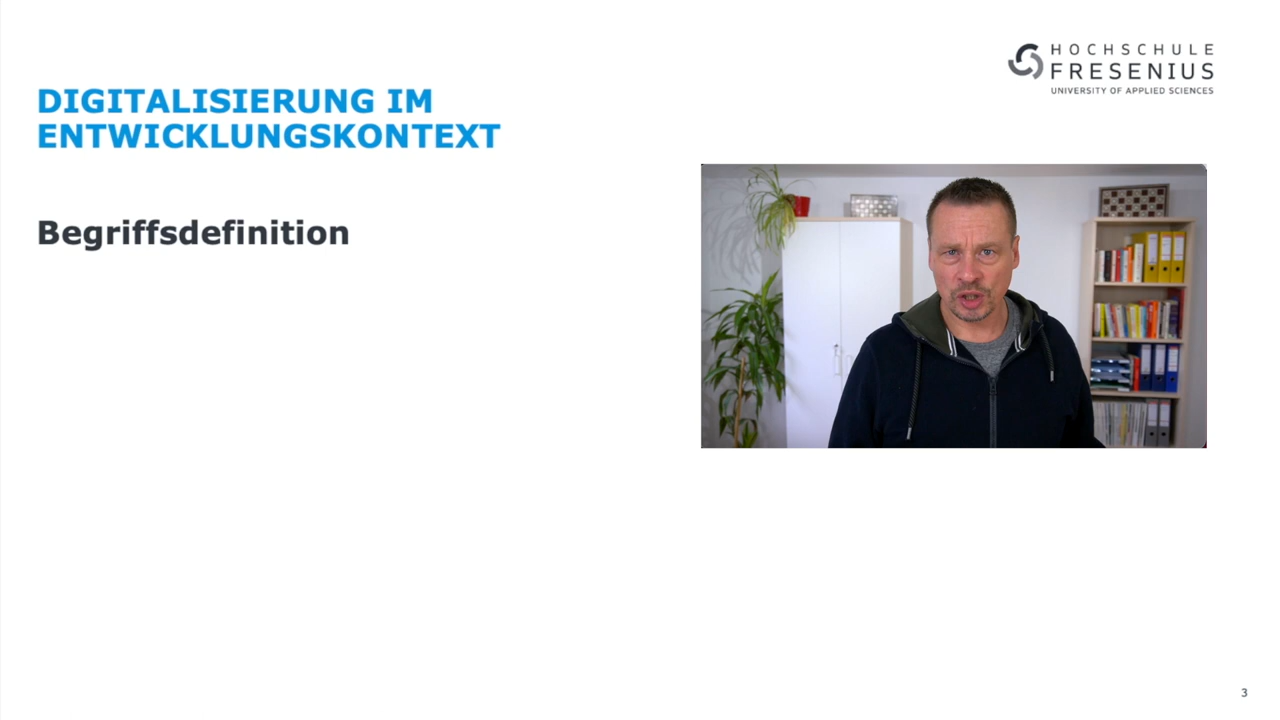 HOCHSCHULE
FRESENIUS
UNIVERSITY OF APPLIED SCIENCES
DIGITALISIERUNG IM
ENTWICKLUNGSKONTEXT
Begriffsdefinition
3